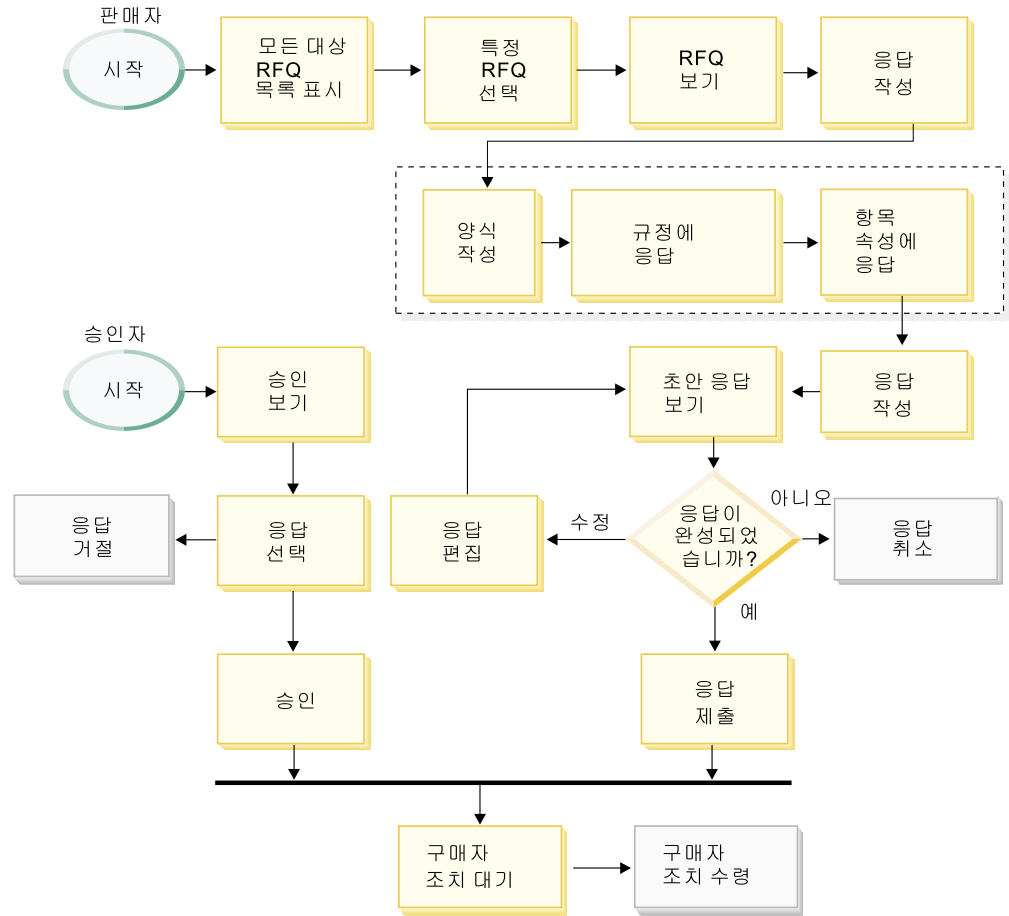 판매자
시작
모든 대상
RFQ
목록 표시
특정
RFQ
선택
RFQ
보기
응답
작성
양식
작성
규정에
응답
항목
속성에
응답
승인자
시작
승인
보기
초안 응답
보기
응답
작성
응답
거절
응답
선택
응답
편집
수정
응답이
완성되었
습니까?
아니오
응답
취소
예
승인
응답
제출
구매자
조치 대기
구매자
조치 수령